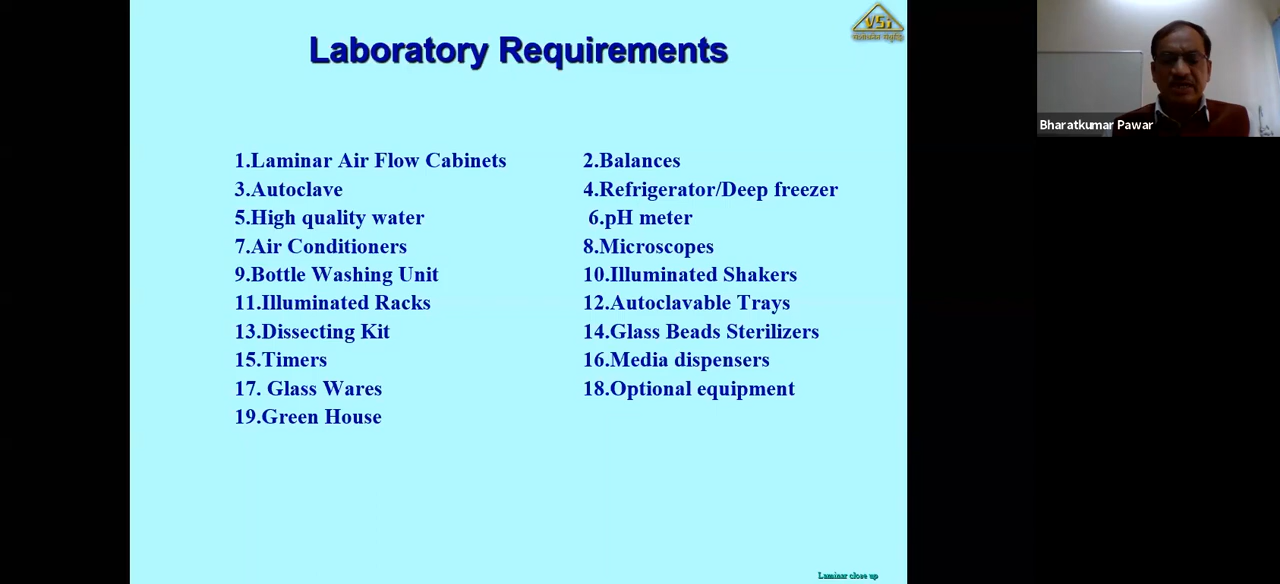 Laboratory Requirements
VSi
Bharatkumar Pawar
1.Laminar Air Flow Cabinets 2.Balances
3.Autoclave 4.Refrigerator/Deep freezer
5.High quality water 6.pH meter
7.Air Conditioners 8.Microscopes
9.Bottle Washing Unit 10.Illuminated Shakers
11.Illuminated Racks 12.Autoclavable Trays
13.Dissecting Kit 14.Glass Beads Sterilizers
15.Timers 16.Media dispensers
17. Glass Wares 18.Optional equipment
19.Green House
Laminar close up